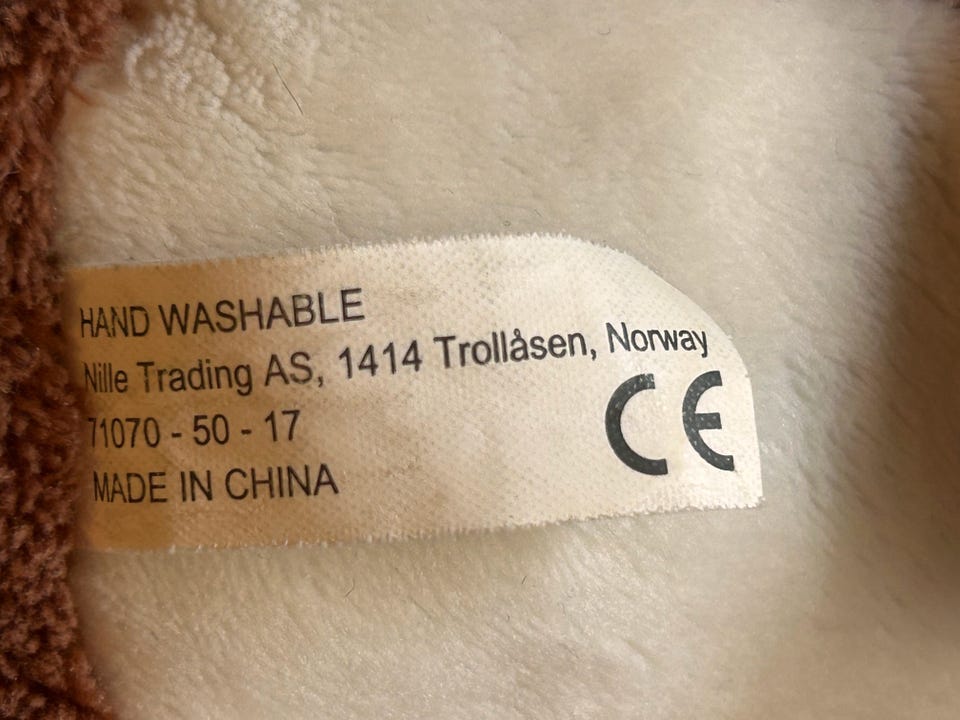 HAND WASHABLE
Nille Trading AS, 1414 Trollåsen, Norway
71070 - 50 - 17
MADE IN CHINA
CE